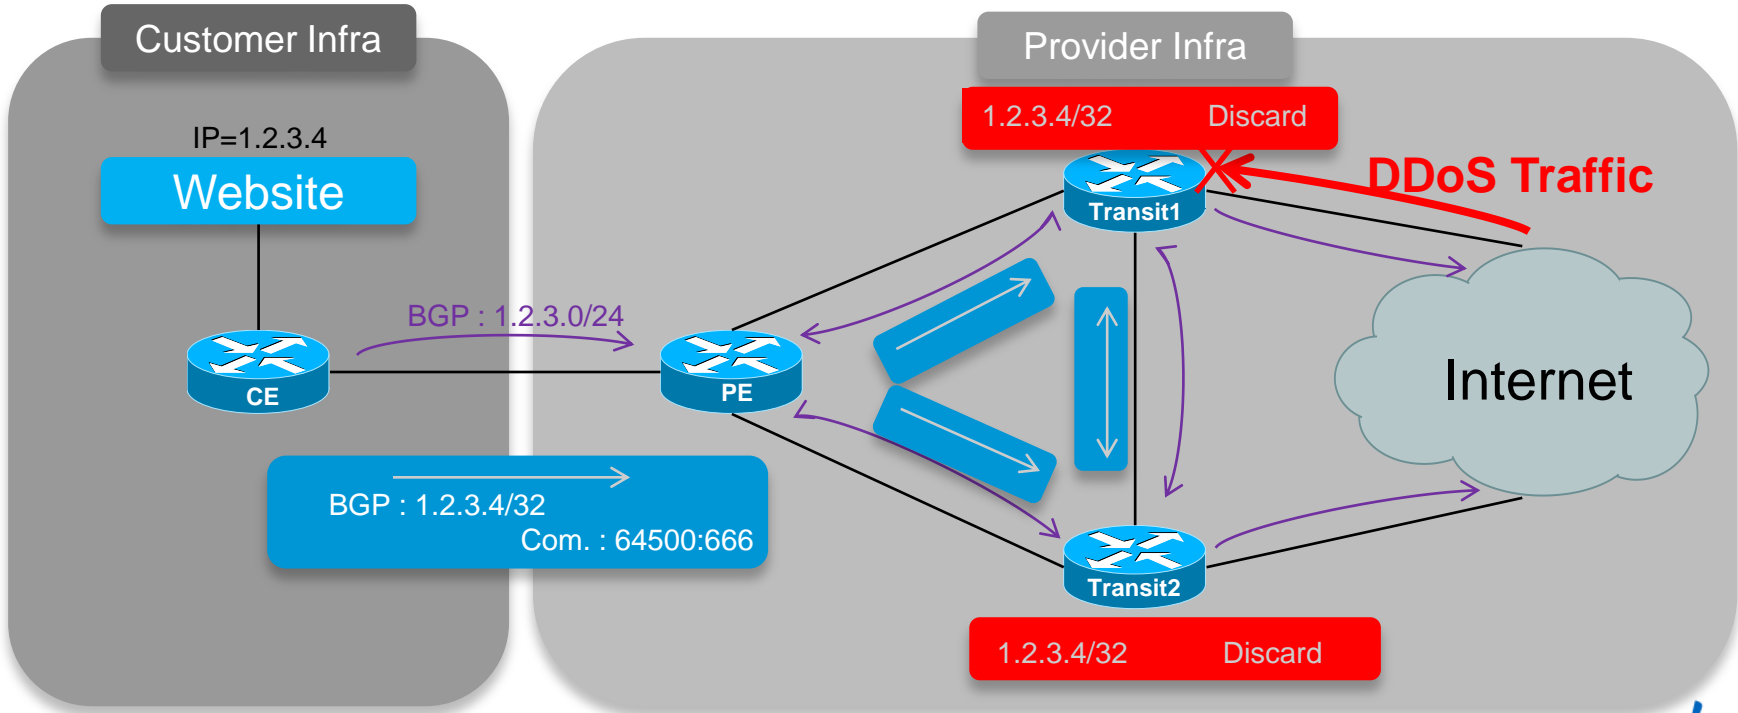 Customer Infra
Provider Infra
1.2.3.4/32 Discard
IP=1.2.3.4
Website
DDoS Traffic
Transit1
BGP : 1.2.3.0/24
CE
PE
Internet
BGP : 1.2.3.4/32
Com. : 64500:666
Transit2
1.2.3.4/32 Discard